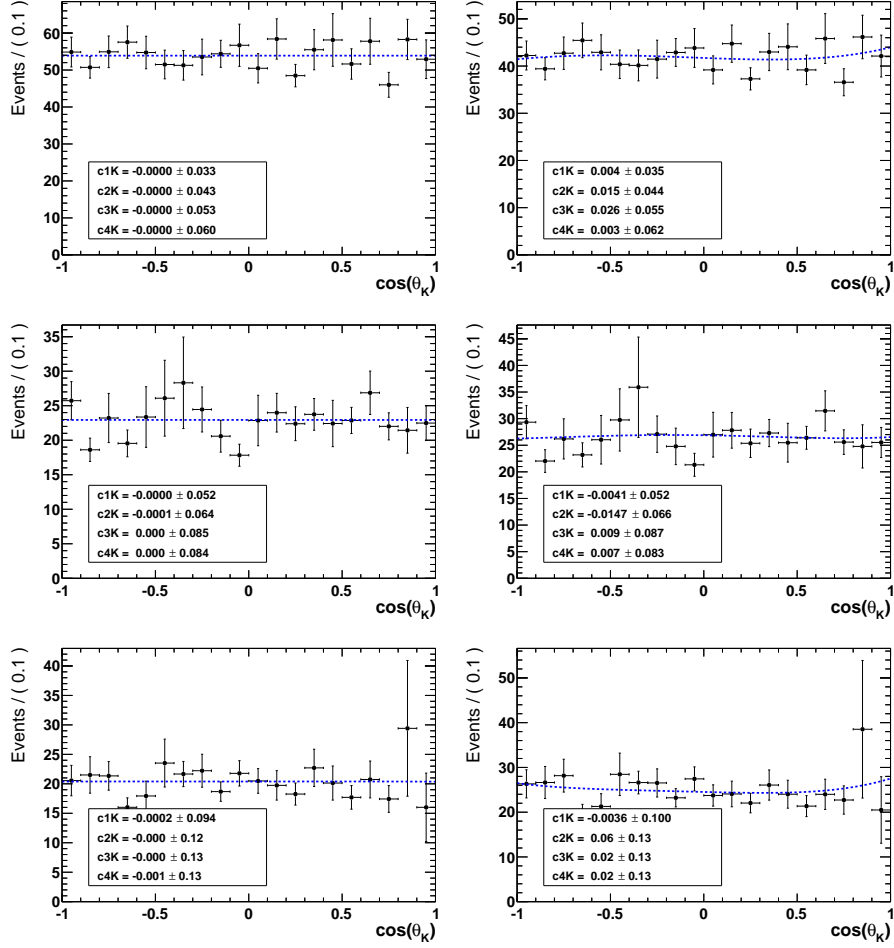 Events / ( 0.1 )
60
50
40
30
20
10
0
c1K = -0.0000 ± 0.033
c2K = -0.0000 ± 0.043
c3K = -0.0000 ± 0.053
c4K = -0.0000 ± 0.060
-1 -0.5 0 0.5 1
cos(θK)
Events / ( 0.1 )
50
40
30
20
10
0
c1K = 0.004 ± 0.035
c2K = 0.015 ± 0.044
c3K = 0.026 ± 0.055
c4K = 0.003 ± 0.062
-1 -0.5 0 0.5 1
cos(θK)
Events / ( 0.1 )
35
30
25
20
15
10
5
0
c1K = -0.0000 ± 0.052
c2K = -0.0001 ± 0.064
c3K = 0.000 ± 0.085
c4K = 0.000 ± 0.084
-1 -0.5 0 0.5 1
cos(θK)
Events / ( 0.1 )
45
40
35
30
25
20
15
10
5
0
c1K = -0.0041 ± 0.052
c2K = -0.0147 ± 0.066
c3K = 0.009 ± 0.087
c4K = 0.007 ± 0.083
-1 -0.5 0 0.5 1
cos(θK)
Events / ( 0.1 )
40
35
30
25
20
15
10
5
0
c1K = -0.0002 ± 0.094
c2K = -0.000 ± 0.12
c3K = -0.000 ± 0.13
c4K = -0.001 ± 0.13
-1 -0.5 0 0.5 1
cos(θK)
Events / ( 0.1 )
50
40
30
20
10
0
c1K = -0.0036 ± 0.100
c2K = 0.06 ± 0.13
c3K = 0.02 ± 0.13
c4K = 0.02 ± 0.13
-1 -0.5 0 0.5 1
cos(θK)